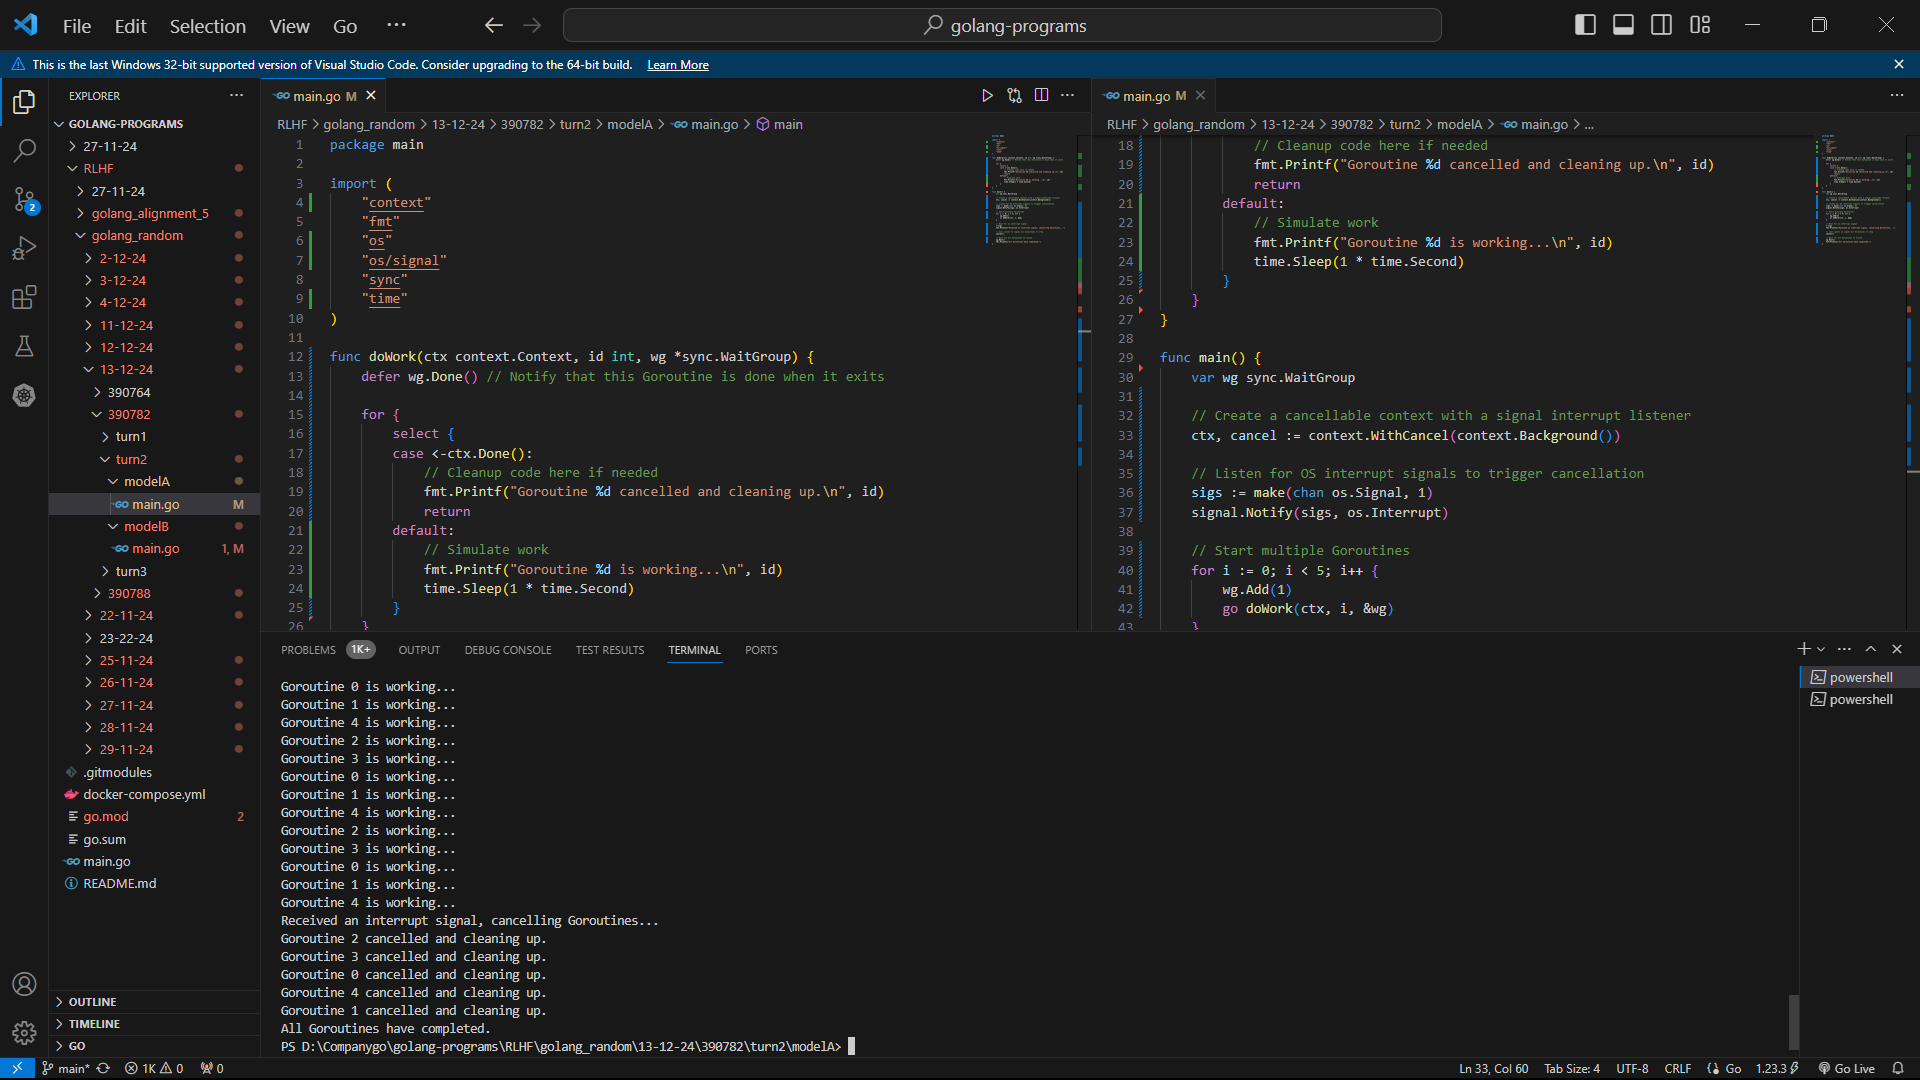 File Edit Selection View Go ···
golang-programs
This is the last Windows 32-bit supported version of Visual Studio Code. Consider upgrading to the 64-bit build. Learn More
EXPLORER
GOLANG-PROGRAMS
27-11-24
RLHF
27-11-24
golang_alignment_5
golang_random
2-12-24
3-12-24
4-12-24
11-12-24
12-12-24
13-12-24
390764
390782
turn1
turn2
modelA
main.go M
modelB
main.go 1, M
turn3
390788
22-11-24
23-22-24
25-11-24
26-11-24
27-11-24
28-11-24
29-11-24
.gitmodules
docker-compose.yml
go.mod 2
go.sum
main.go
README.md
OUTLINE
TIMELINE
GO
2
main.go M
RLHF > golang_random > 13-12-24 > 390782 > turn2 > modelA > main.go > main
1 package main
2
3 import (
4 "context"
5 "fmt"
6 "os"
7 "os/signal"
8 "sync"
9 "time"
10 )
11
12 func doWork(ctx context.Context, id int, wg *sync.WaitGroup) {
13 defer wg.Done() // Notify that this Goroutine is done when it exits
14
15 for {
16 select {
17 case <-ctx.Done():
18 // Cleanup code here if needed
19 fmt.Printf("Goroutine %d cancelled and cleaning up.\n", id)
20 return
21 default:
22 // Simulate work
23 fmt.Printf("Goroutine %d is working...\n", id)
24 time.Sleep(1 * time.Second)
25 }
26 }
main.go M
RLHF > golang_random > 13-12-24 > 390782 > turn2 > modelA > main.go > ...
18 // Cleanup code here if needed
19 fmt.Printf("Goroutine %d cancelled and cleaning up.\n", id)
20 return
21 default:
22 // Simulate work
23 fmt.Printf("Goroutine %d is working...\n", id)
24 time.Sleep(1 * time.Second)
25 }
26 }
27 }
28
29 func main() {
30 var wg sync.WaitGroup
31
32 // Create a cancellable context with a signal interrupt listener
33 ctx, cancel := context.WithCancel(context.Background())
34
35 // Listen for OS interrupt signals to trigger cancellation
36 sigs := make(chan os.Signal, 1)
37 signal.Notify(sigs, os.Interrupt)
38
39 // Start multiple Goroutines
40 for i := 0; i < 5; i++ {
41 wg.Add(1)
42 go doWork(ctx, i, &wg)
43 }
PROBLEMS 1K+ OUTPUT DEBUG CONSOLE TEST RESULTS TERMINAL PORTS
Goroutine 0 is working...
Goroutine 1 is working...
Goroutine 4 is working...
Goroutine 2 is working...
Goroutine 3 is working...
Goroutine 0 is working...
Goroutine 1 is working...
Goroutine 4 is working...
Goroutine 2 is working...
Goroutine 3 is working...
Goroutine 0 is working...
Goroutine 1 is working...
Goroutine 4 is working...
Received an interrupt signal, cancelling Goroutines...
Goroutine 2 cancelled and cleaning up.
Goroutine 3 cancelled and cleaning up.
Goroutine 0 cancelled and cleaning up.
Goroutine 4 cancelled and cleaning up.
Goroutine 1 cancelled and cleaning up.
All Goroutines have completed.
PS D:\Companygo\golang-programs\RLHF\golang_random\13-12-24\390782\turn2\modelA>
powershell
powershell
main* 1K 0 0
Ln 33, Col 60 Tab Size: 4 UTF-8 CRLF Go 1.23.3 Go Live